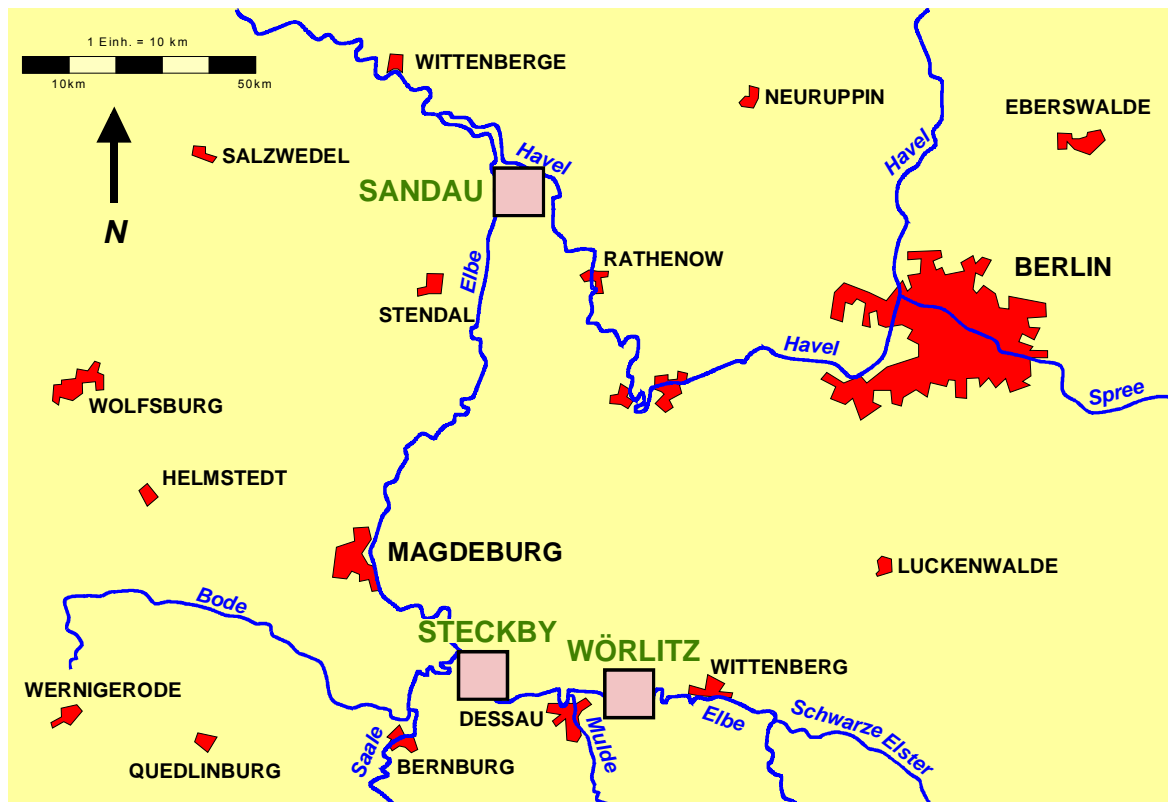 1 Einh. = 10 km
10km 50km
N
WITTENBERGE
NEURUPPIN
EBERSWALDE
SALZWEDEL
Havel
Havel
SANDAU
Elbe
RATHENOW
BERLIN
STENDAL
Havel
Spree
WOLFSBURG
HELMSTEDT
MAGDEBURG
LUCKENWALDE
Bode
STECKBY
WÖRLITZ
WITTENBERG
WERNIGERODE
DESSAU
Elbe
Schwarze Elster
Mulde
Saale
QUEDLINBURG
BERNBURG